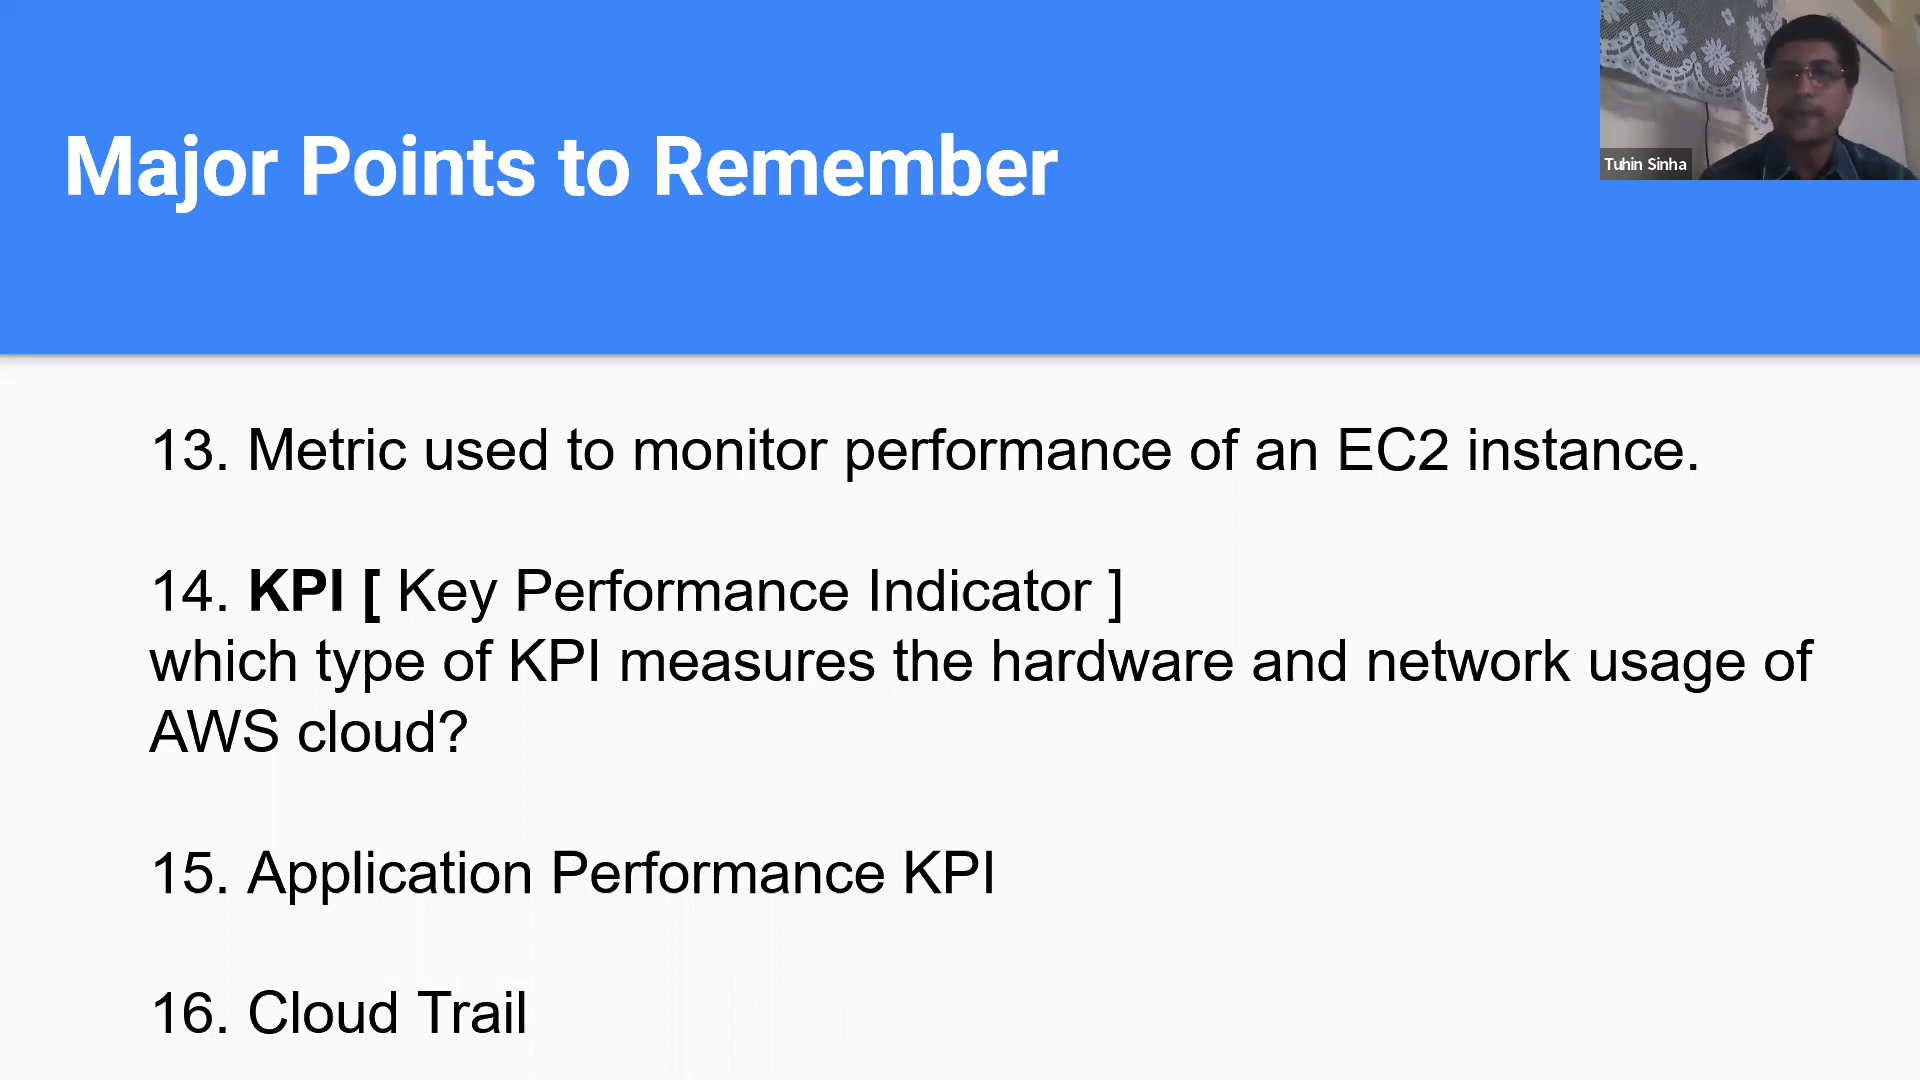 Major Points to Remember
Tuhin Sinha
13. Metric used to monitor performance of an EC2 instance.
14. KPI [ Key Performance Indicator ]
which type of KPI measures the hardware and network usage of
AWS cloud?
15. Application Performance KPI
16. Cloud Trail